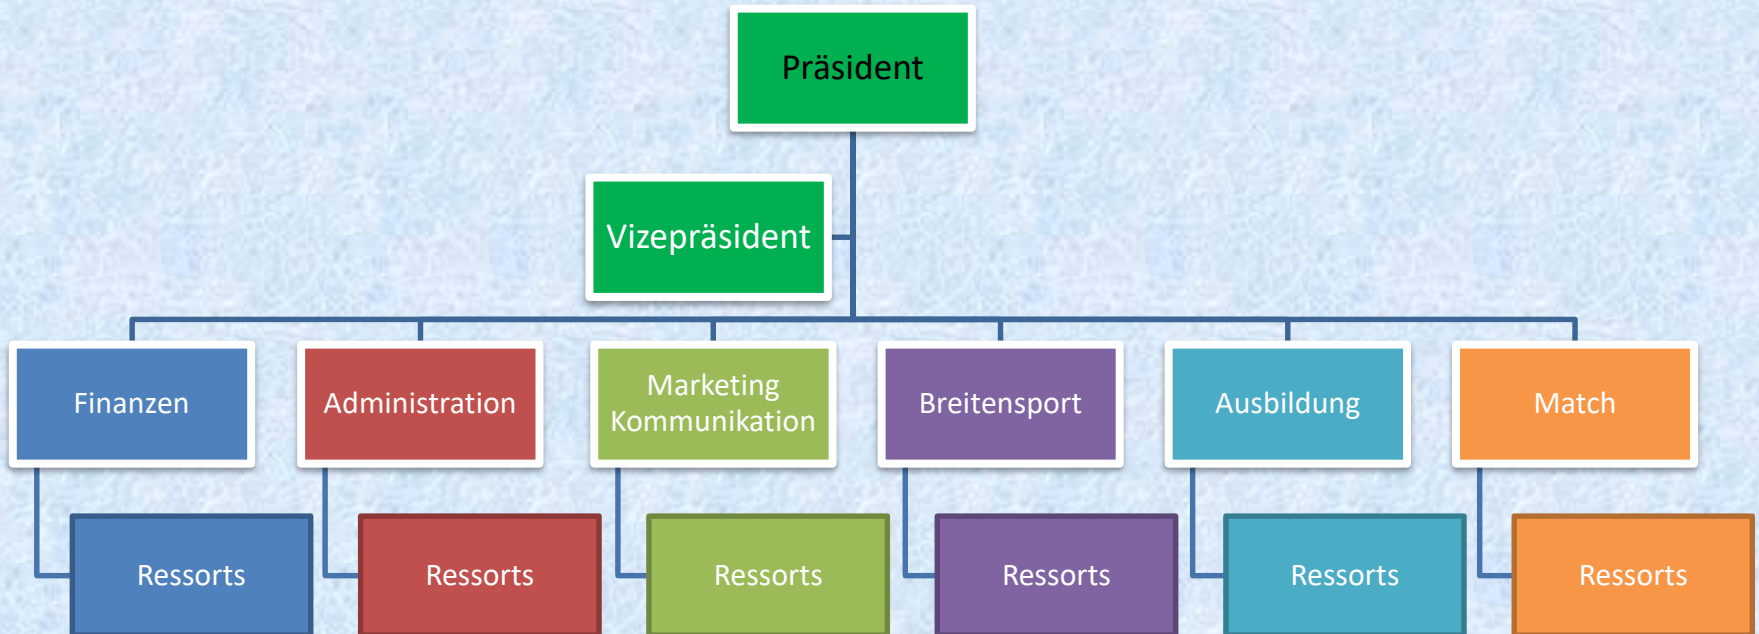 Präsident
Vizepräsident
Finanzen
Administration
Marketing
Kommunikation
Breitensport
Ausbildung
Match
Ressorts
Ressorts
Ressorts
Ressorts
Ressorts
Ressorts